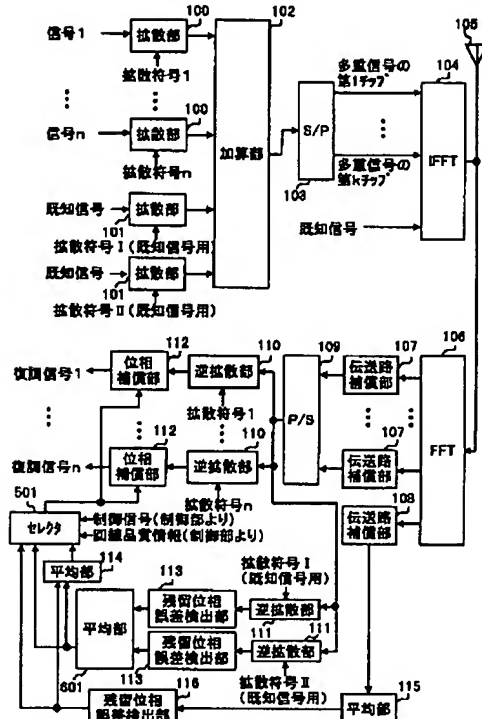 100
102
信号1
拡散部
拡散符号1
100
信号n
拡散部
拡散符号n
既知信号
拡散部
101
拡散符号Ⅰ(既知信号用)
既知信号
拡散部
101
拡散符号Ⅱ(既知信号用)
加算部
多重信号の
第1チップ
S/P
103
多重信号の
第kチップ
既知信号
104
IFFT
105
112
復調信号1
位相
補償部
110
逆拡散部
拡散符号1
109
P/S
107
伝送路
補償部
106
FFT
復調信号n
112
位相
補償部
110
逆拡散部
拡散符号n
107
伝送路
補償部
108
伝送路
補償部
501
セレクタ
制御信号(制御部より)
回線品質情報(制御部より)
114
平均部
拡散符号Ⅰ
(既知信号用)
113
残留位相
誤差検出部
逆拡散部
111
平均部
601
残留位相
誤差検出部
113
逆拡散部
111
拡散符号Ⅱ
(既知信号用)
116
残留位相
誤差検出部
115
平均部